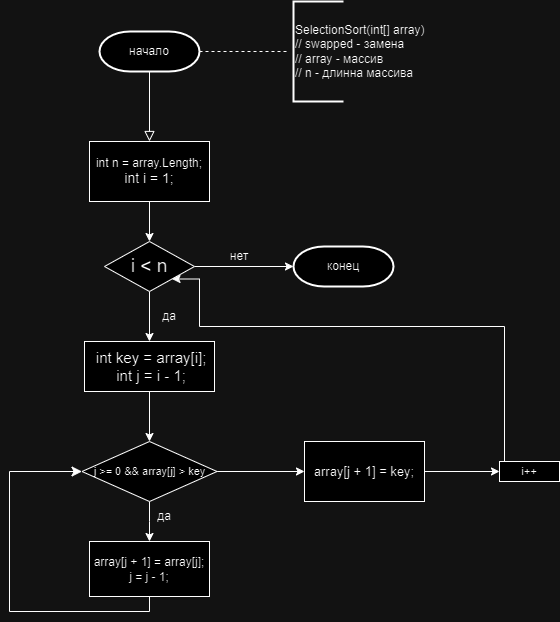 начало
SelectionSort(int[] array)
// swapped - замена
// array - массив
// n - длинна массива
int n = array.Length;
int i = 1;
i < n
нет
конец
да
int key = array[i];
int j = i - 1;
j >= 0 && array[j] > key
array[j + 1] = key;
i++
да
array[j + 1] = array[j];
j = j - 1;